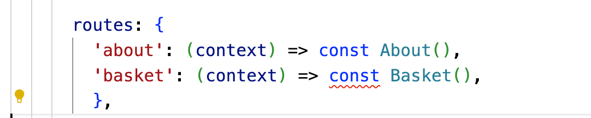 routes: {
'about': (context) => const About(),
'basket': (context) => const Basket(),
},